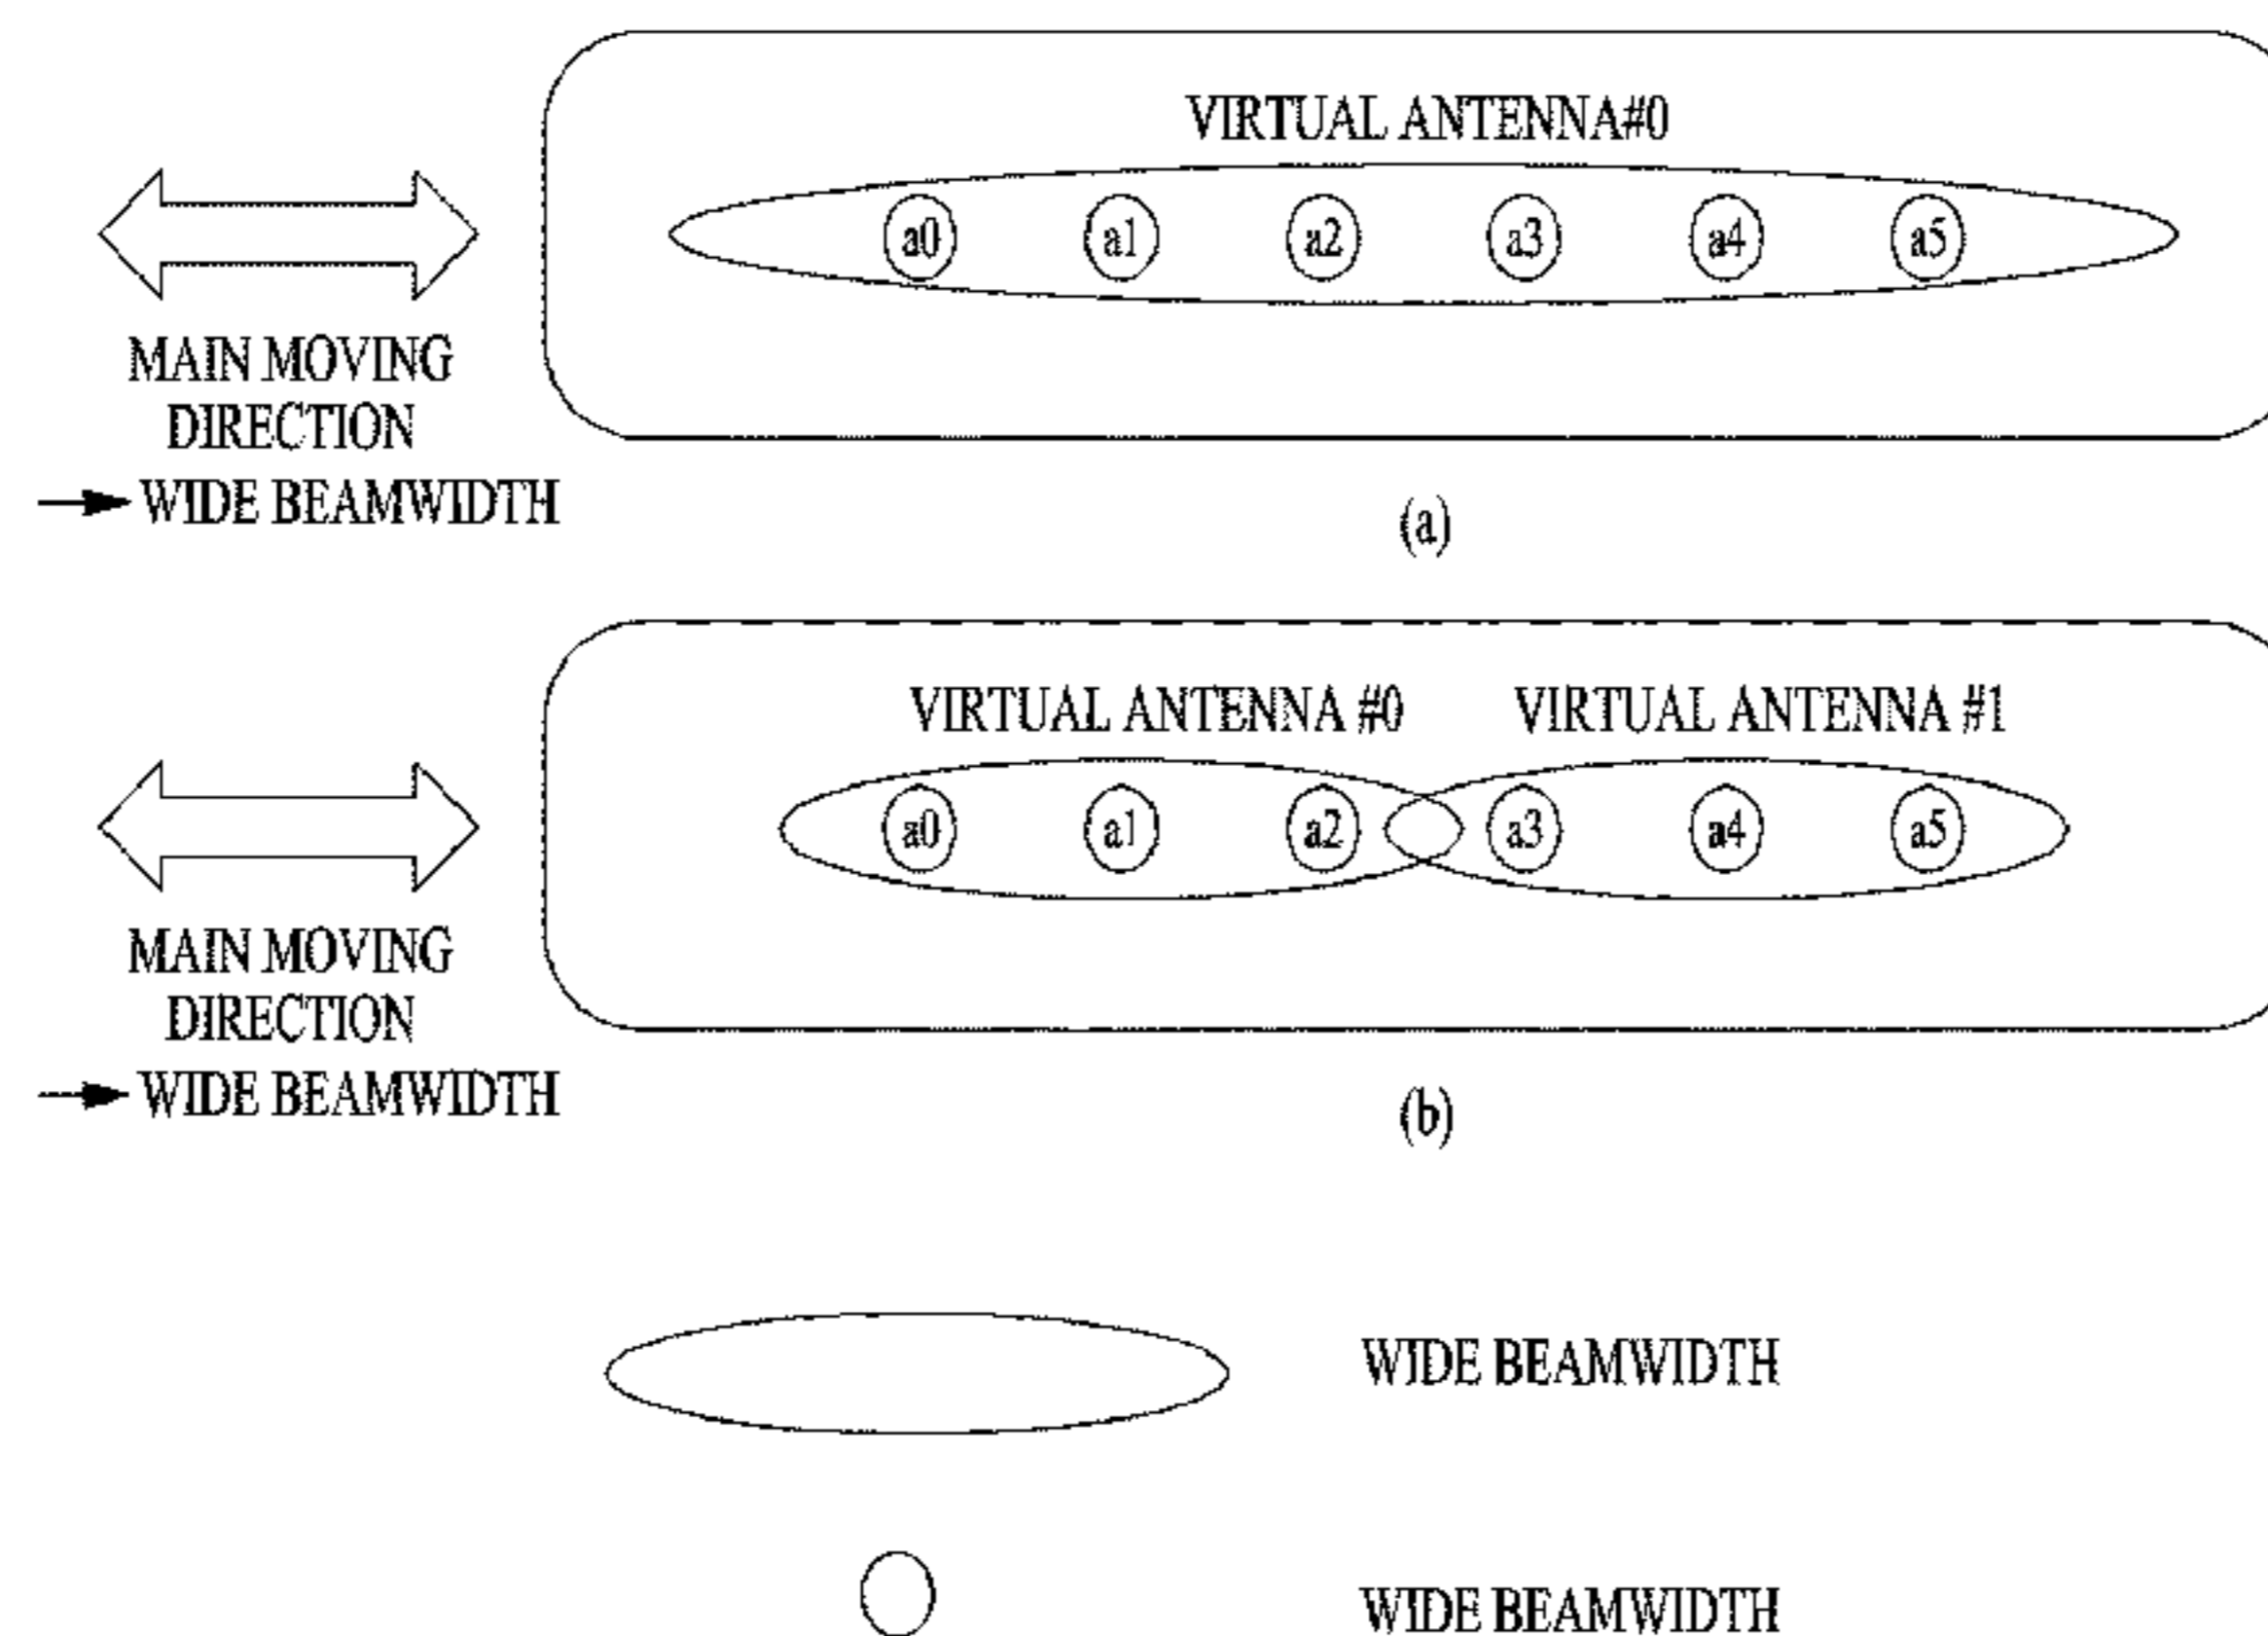 VIRTUAL ANTENNA#0
a0 a1 a2 a3 a4 a5
MAIN MOVING
DIRECTION
WIDE BEAMWIDTH
(a)
VIRTUAL ANTENNA #0 VIRTUAL ANTENNA #1
a0 a1 a2 a3 a4 a5
MAIN MOVING
DIRECTION
WIDE BEAMWIDTH
(b)
WIDE BEAMWIDTH
WIDE BEAMWIDTH